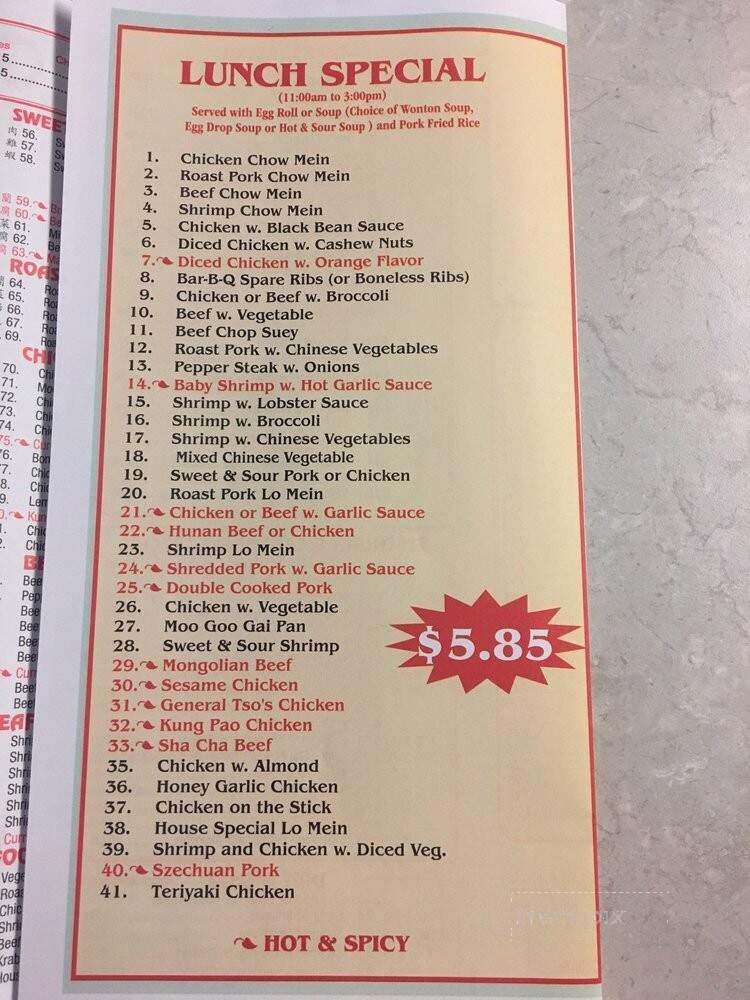 LUNCH SPECIAL
(11:00am to 3:00pm)
Served with Egg Roll or Soup (Choice of Wonton Soup,
Egg Drop Soup or Hot & Sour Soup ) and Pork Fried Rice
1. Chicken Chow Mein
2. Roast Pork Chow Mein
3. Beef Chow Mein
4. Shrimp Chow Mein
5. Chicken w. Black Bean Sauce
6. Diced Chicken w. Cashew Nuts
7. Diced Chicken w. Orange Flavor
8. Bar-B-Q Spare Ribs (or Boneless Ribs)
9. Chicken or Beef w. Broccoli
10. Beef w. Vegetable
11. Beef Chop Suey
12. Roast Pork w. Chinese Vegetables
13. Pepper Steak w. Onions
14. Baby Shrimp w. Hot Garlic Sauce
15. Shrimp w. Lobster Sauce
16. Shrimp w. Broccoli
17. Shrimp w. Chinese Vegetables
18. Mixed Chinese Vegetable
19. Sweet & Sour Pork or Chicken
20. Roast Pork Lo Mein
21. Chicken or Beef w. Garlic Sauce
22. Hunan Beef or Chicken
23. Shrimp Lo Mein
24. Shredded Pork w. Garlic Sauce
25. Double Cooked Pork
26. Chicken w. Vegetable
27. Moo Goo Gai Pan
28. Sweet & Sour Shrimp
$5.85
29. Mongolian Beef
30. Sesame Chicken
31. General Tso's Chicken
32. Kung Pao Chicken
33. Sha Cha Beef
35. Chicken w. Almond
36. Honey Garlic Chicken
37. Chicken on the Stick
38. House Special Lo Mein
39. Shrimp and Chicken w. Diced Veg.
40. Szechuan Pork
41. Teriyaki Chicken
HOT & SPICY